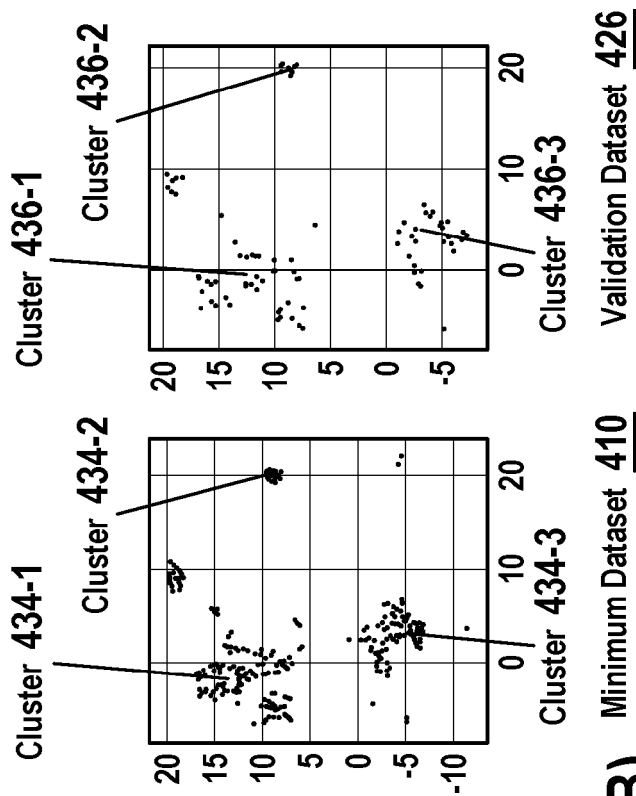 Cluster 434-1
Cluster 434-2
20
15
10
5
0
-5
-10
0 10 20
Cluster 434-3
Minimum Dataset 410
Cluster 436-1
Cluster 436-2
20
15
10
5
0
-5
0 10 20
Cluster 436-3
Validation Dataset 426